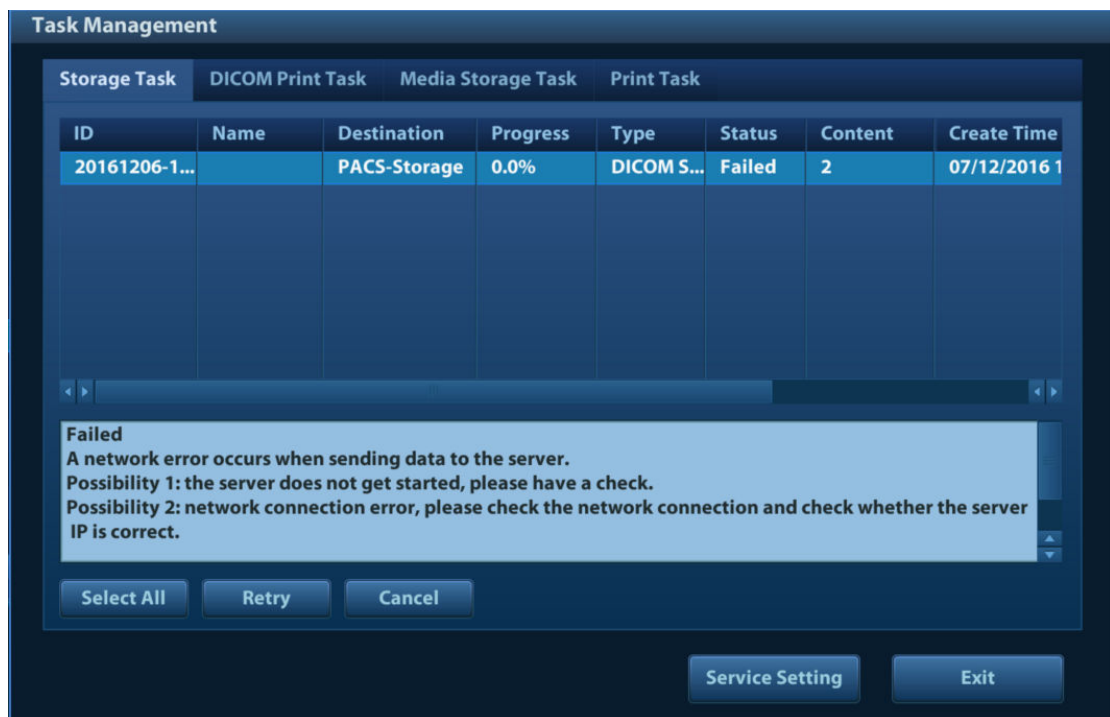 Task Management
Storage Task DICOM Print Task Media Storage Task Print Task
ID Name Destination Progress Type Status Content Create Time
20161206-1... PACS-Storage 0.0% DICOM S... Failed 2 07/12/2016 1
Failed
A network error occurs when sending data to the server.
Possibility 1: the server does not get started, please have a check.
Possibility 2: network connection error, please check the network connection and check whether the server
IP is correct.
Select All Retry Cancel
Service Setting Exit